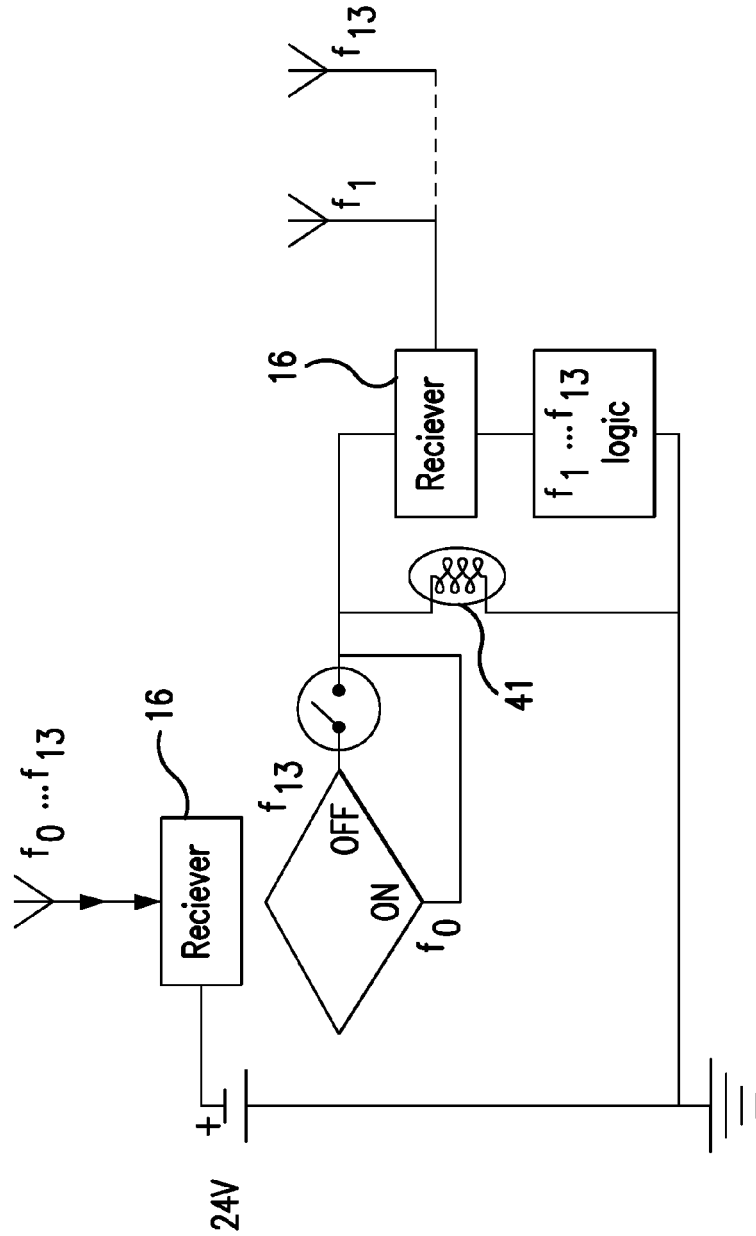 f0 ...f13
16
Reciever
24V
+
f13
OFF
ON
f0
41
16
Reciever
f1 ...f13
logic
f1
f13